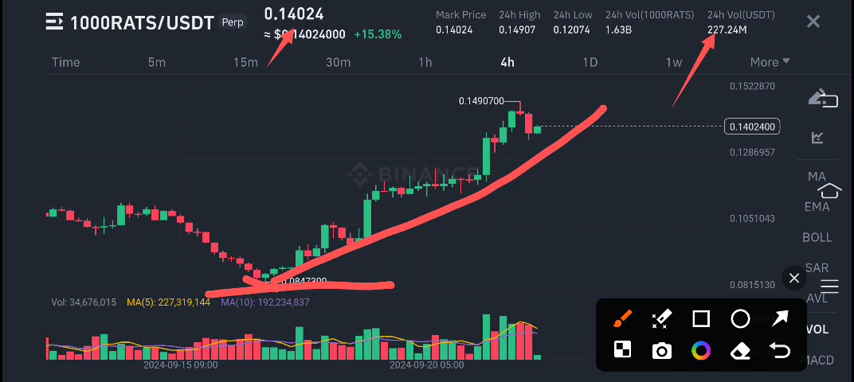 1000RATS/USDT Perp
0.14024
≈ $0.14024000 +15.38%
Mark Price 24h High 24h Low 24h Vol(1000RATS) 24h Vol(USDT)
0.14024 0.14907 0.12074 1.63B 227.24M
Time 5m 15m 30m 1h 4h 1D 1w More
0.1522870
0.1490700
0.1402400
0.1286957
BINANCE
MA
EMA
0.1051043
BOLL
SAR
0.0847300
0.0815130
AVL
Vol: 34,676,015 MA(5): 227,319,144 MA(10): 192,234,837
VOL
MACD
2024-09-15 09:00 2024-09-20 05:00